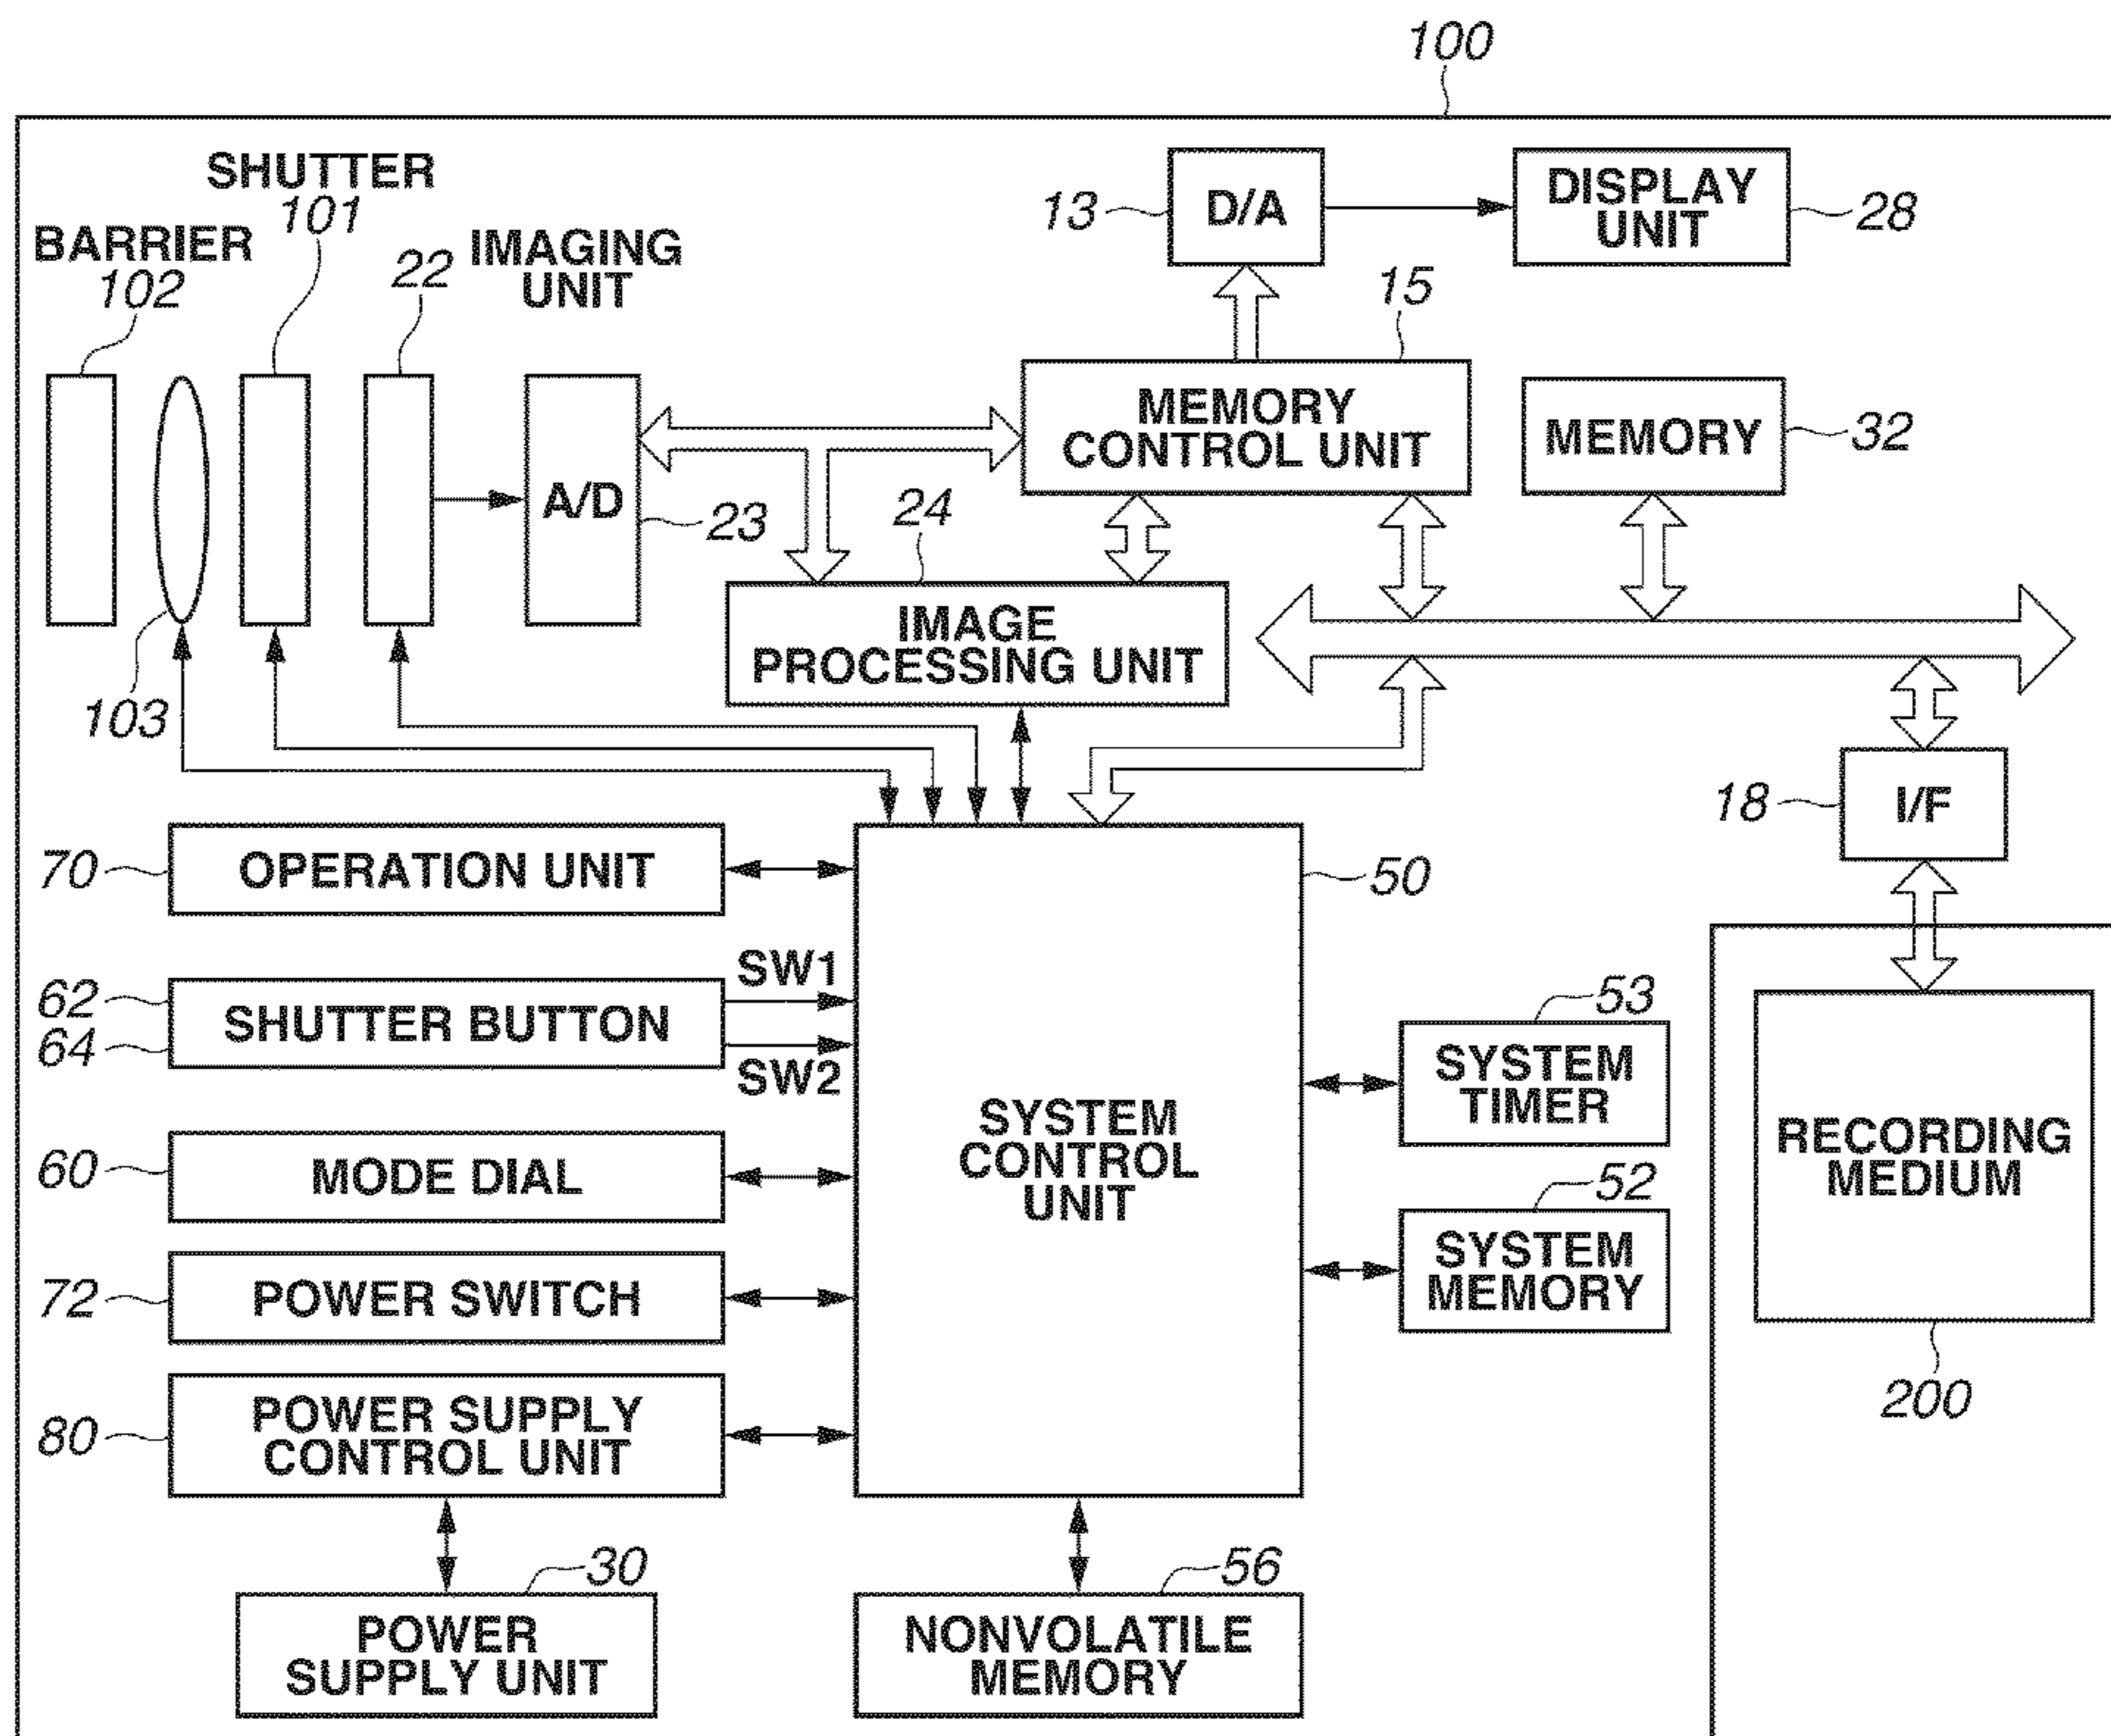 100
SHUTTER
101
BARRIER
102
22
IMAGING
UNIT
13
D/A
DISPLAY
UNIT
28
15
MEMORY
CONTROL UNIT
MEMORY
32
A/D
23
24
IMAGE
PROCESSING UNIT
103
18
I/F
70
OPERATION UNIT
50
62
64
SHUTTER BUTTON
SW1
SW2
SYSTEM
CONTROL
UNIT
53
SYSTEM
TIMER
60
MODE DIAL
52
SYSTEM
MEMORY
RECORDING
MEDIUM
200
72
POWER SWITCH
80
POWER SUPPLY
CONTROL UNIT
30
POWER
SUPPLY UNIT
56
NONVOLATILE
MEMORY